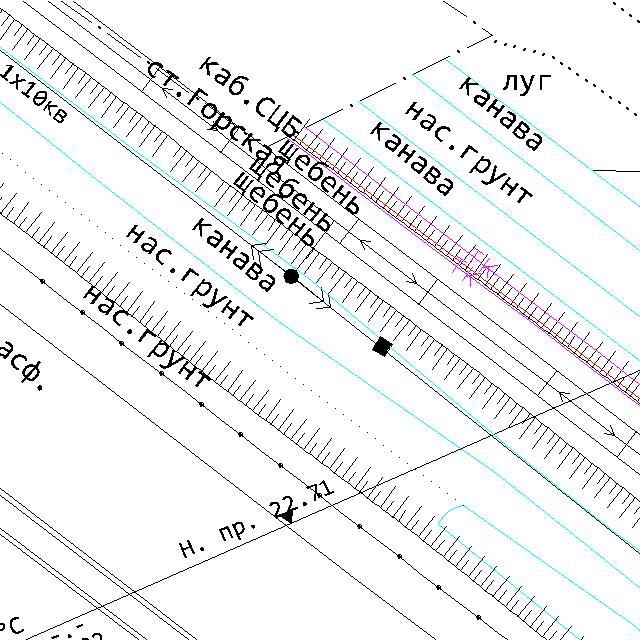 луг
каб.СЦБ
канава
ст.Горская
нас.грунт
1х10кв
щебень
канава
щебень
щебень
канава
нас.грунт
нас.грунт
асф.
Н. пр. 22.71